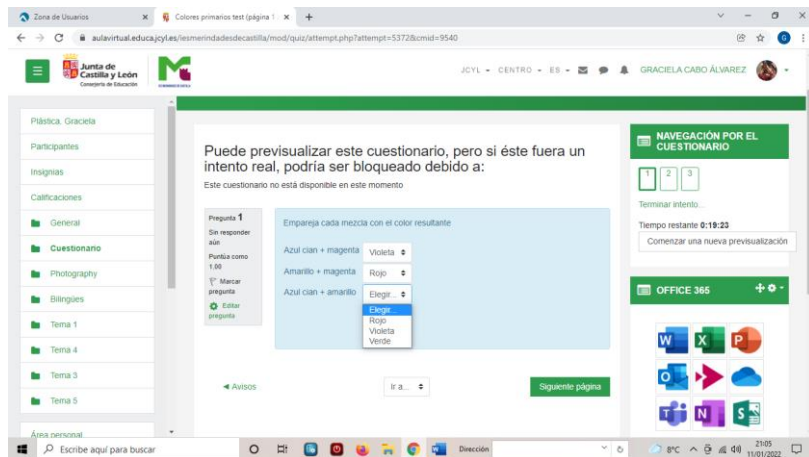 Zona de Usuarios
Colores primarios test (página 1
aulavirtual.educa.jcyl.es/iesmerindadesdecastilla/mod/quiz/attempt.php?attempt=5372&cmid=9540
Junta de
Castilla y León
Consejería de Educación
JCYL
CENTRO
ES
GRACIELA CABO ÁLVAREZ
Plástica. Graciela
Participantes
Insignias
Calificaciones
General
Cuestionario
Photography
Bilingües
Tema 1
Tema 4
Tema 3
Tema 5
Área personal
Puede previsualizar este cuestionario, pero si éste fuera un
intento real, podría ser bloqueado debido a:
Este cuestionario no está disponible en este momento
Pregunta 1
Sin responder
aún
Puntúa como
1,00
Marcar
pregunta
Editar
pregunta
Empareja cada mezcla con el color resultante
Azul cian + magenta Violeta
Amarillo + magenta Rojo
Azul cian + amarillo Elegir...
Elegir...
Rojo
Violeta
Verde
Avisos
Ir a...
Siguiente página
NAVEGACIÓN POR EL
CUESTIONARIO
1 2 3
Terminar intento...
Tiempo restante 0:19:23
Comenzar una nueva previsualización
OFFICE 365
W X P
O
T N S
Escribe aquí para buscar
Dirección
8°C
21:05
11/01/2022